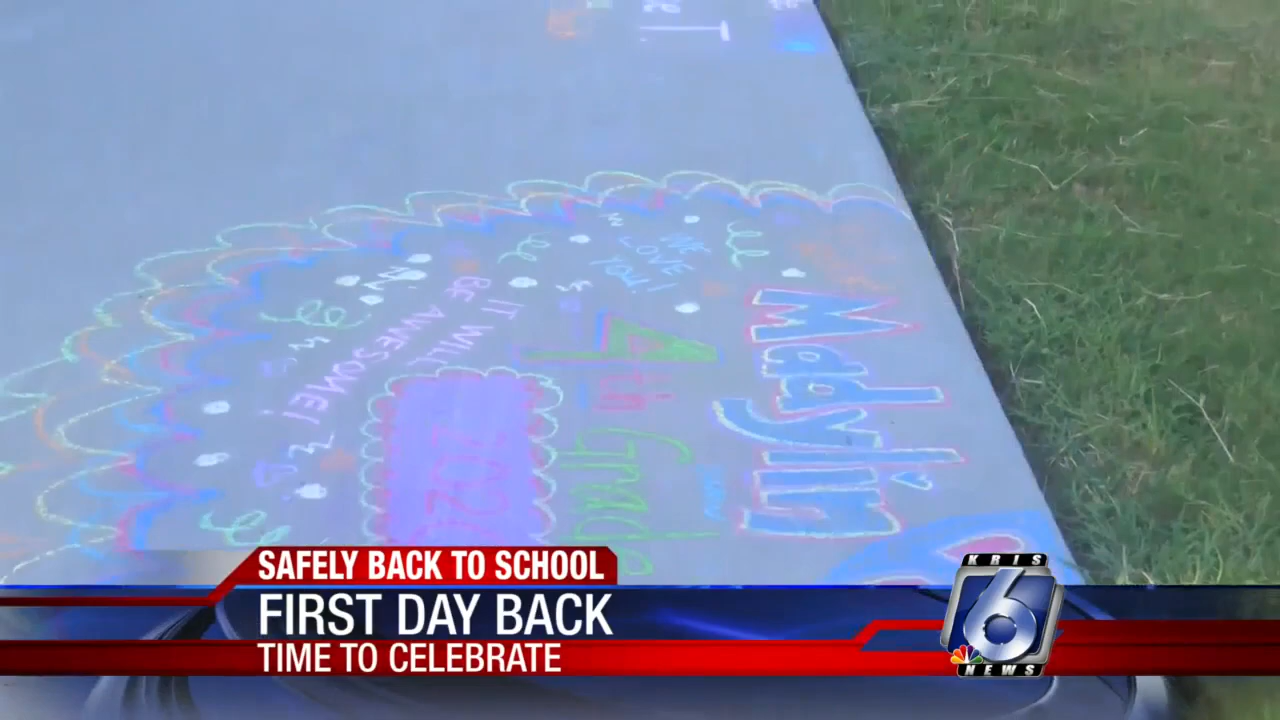 WE
LOVE
YOU!!
IT WILL
BE AWESOME!
Madylin
4th
Grade
2020
SAFELY BACK TO SCHOOL
FIRST DAY BACK
TIME TO CELEBRATE
KRIS
6
NEWS